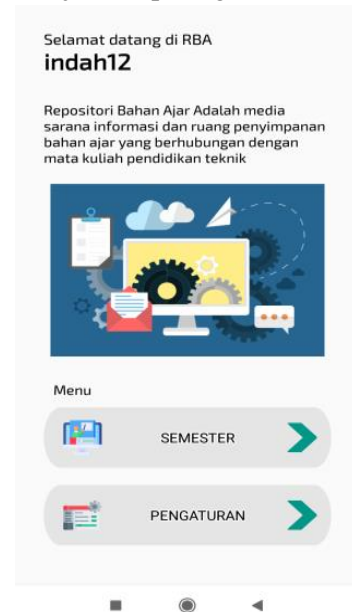 Selamat datang di RBA
indah12
Repositori Bahan Ajar Adalah media
sarana informasi dan ruang penyimpanan
bahan ajar yang berhubungan dengan
mata kuliah pendidikan teknik
Menu
SEMESTER
PENGATURAN